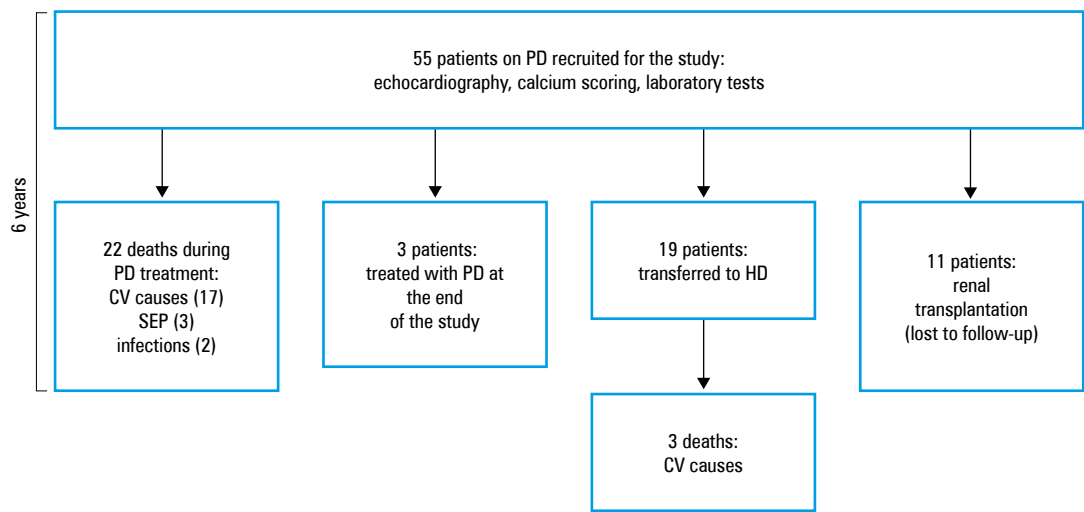 55 patients on PD recruited for the study:
echocardiography, calcium scoring, laboratory tests
6 years
22 deaths during
PD treatment:
CV causes (17)
SEP (3)
infections (2)
3 patients:
treated with PD at
the end
of the study
19 patients:
transferred to HD
11 patients:
renal
transplantation
(lost to follow-up)
3 deaths:
CV causes